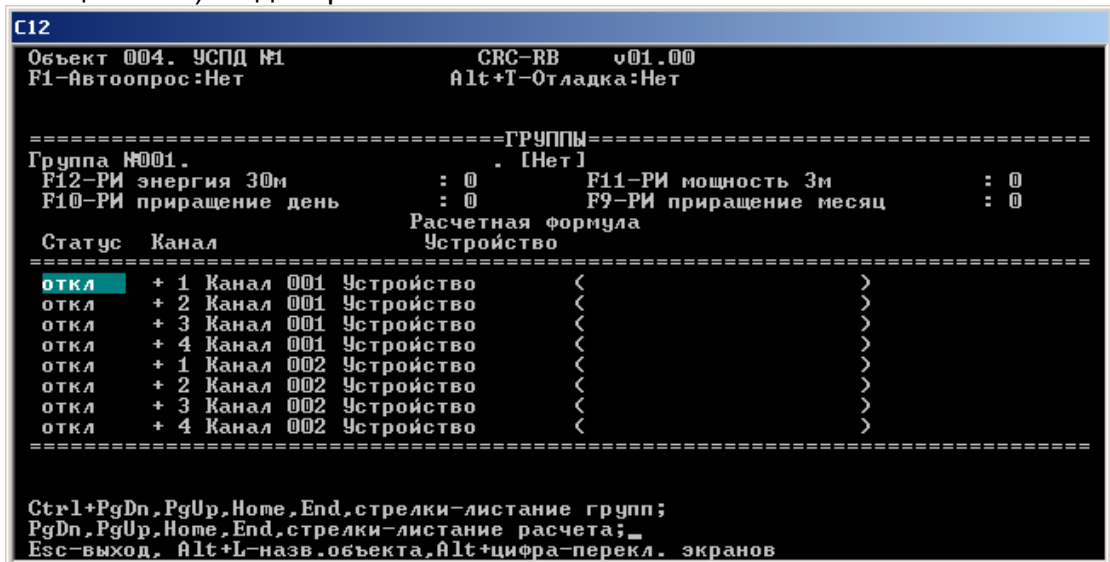 C12
Объект 004. УСПД №1 CRC-RB v01.00
F1-Автоопрос:Нет Alt+T-Отладка:Нет
===================================ГРУППЫ=====================================
Группа №001. . [Нет]
F12-РИ энергия 30м : 0 F11-РИ мощность 3м : 0
F10-РИ приращение день : 0 F9-РИ приращение месяц : 0
Расчетная формула
Статус Канал Устройство
==============================================================================
откл + 1 Канал 001 Устройство ( )
откл + 2 Канал 001 Устройство ( )
откл + 3 Канал 001 Устройство ( )
откл + 4 Канал 001 Устройство ( )
откл + 1 Канал 002 Устройство ( )
откл + 2 Канал 002 Устройство ( )
откл + 3 Канал 002 Устройство ( )
откл + 4 Канал 002 Устройство ( )
==============================================================================
Ctrl+PgDn,PgUp,Home,End,стрелки-листание групп;
PgDn,PgUp,Home,End,стрелки-листание расчета;_
Esc-выход, Alt+L-назв.объекта,Alt+цифра-перекл. экранов